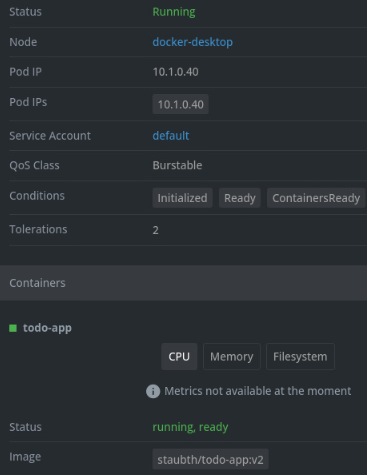 Status Running
Node docker-desktop
Pod IP 10.1.0.40
Pod IPs 10.1.0.40
Service Account default
QoS Class Burstable
Conditions Initialized Ready ContainersReady
Tolerations 2
Containers
todo-app
CPU Memory Filesystem
Metrics not available at the moment
Status running, ready
Image staubth/todo-app:v2